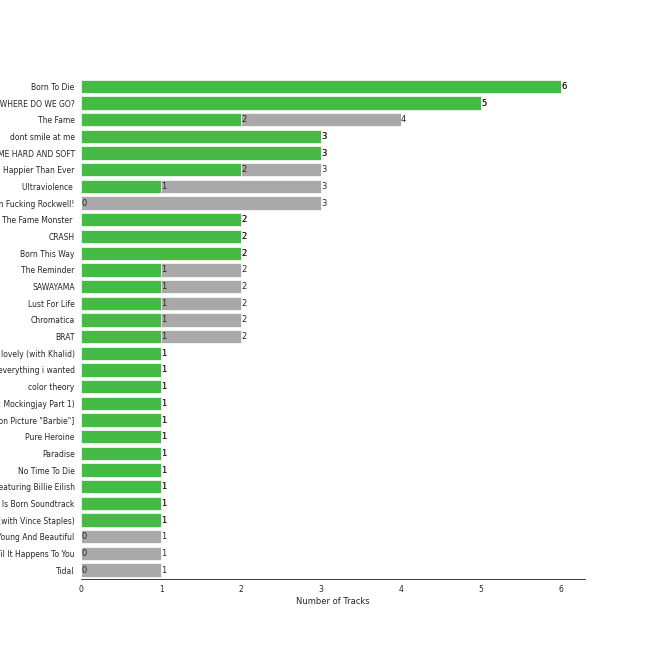 Born To Die 6
WHERE DO WE GO? 5
The Fame 2 4
dont smile at me 3
ME HARD AND SOFT 3
Happier Than Ever 2 3
Ultraviolence 1 3
n Fucking Rockwell! 0 3
The Fame Monster 2
CRASH 2
Born This Way 2
The Reminder 1 2
SAWAYAMA 1 2
Lust For Life 1 2
Chromatica 1 2
BRAT 1 2
lovely (with Khalid) 1
everything i wanted 1
color theory 1
Mockingjay Part 1) 1
on Picture "Barbie"] 1
Pure Heroine 1
Paradise 1
No Time To Die 1
eaturing Billie Eilish 1
Is Born Soundtrack 1
(with Vince Staples) 1
Young And Beautiful 0 1
il It Happens To You 0 1
Tidal 0 1
0 1 2 3 4 5 6
Number of Tracks